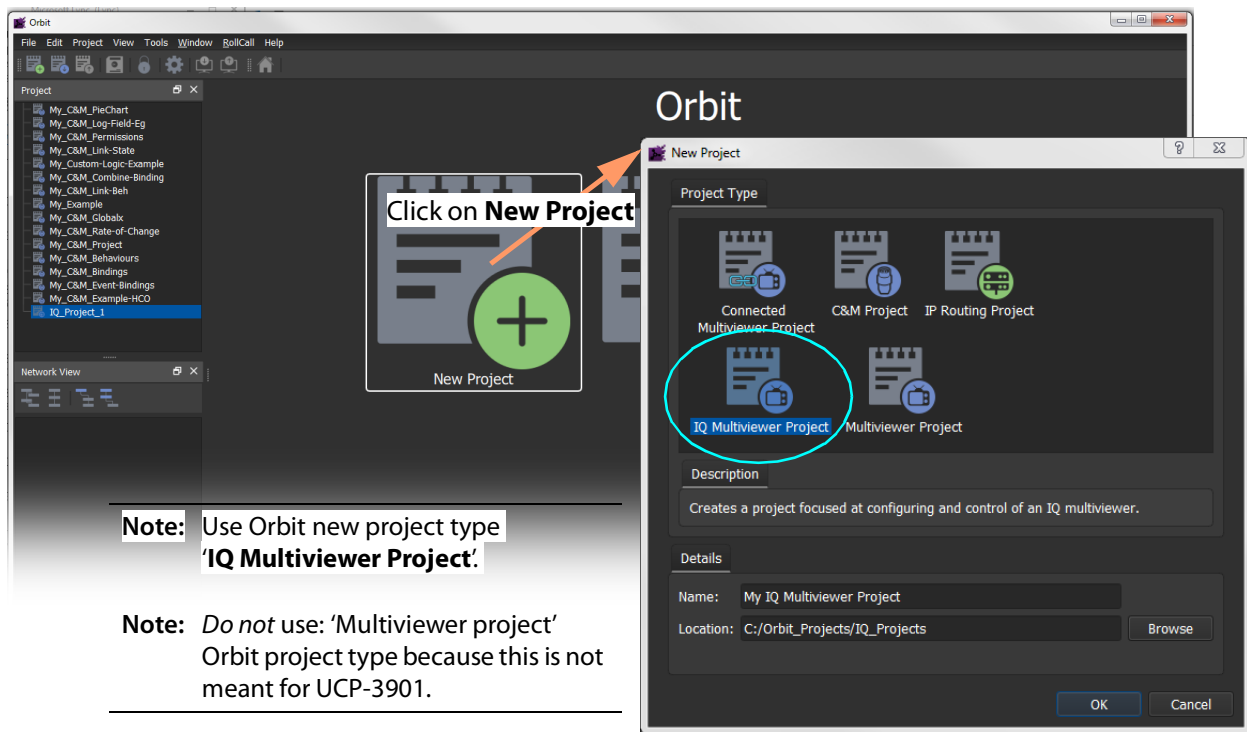 Orbit
File Edit Project View Tools Window RollCall Help
Project
My_C&M_PieChart
My_C&M_Log-Field-Eg
My_C&M_Permissions
My_C&M_Link-State
My_Custom-Logic-Example
My_C&M_Combine-Binding
My_C&M_Link-Beh
My_Example
My_C&M_Globalx
My_C&M_Rate-of-Change
My_C&M_Project
My_C&M_Behaviours
My_C&M_Bindings
My_C&M_Event-Bindings
My_C&M_Example-HCO
IQ_Project_1
Network View
Orbit
Click on New Project
New Project
New Project
Project Type
Connected
Multiviewer Project
C&M Project
IP Routing Project
IQ Multiviewer Project
Multiviewer Project
Description
Creates a project focused at configuring and control of an IQ multiviewer.
Details
Name: My IQ Multiviewer Project
Location: C:/Orbit_Projects/IQ_Projects Browse
OK Cancel
Note: Use Orbit new project type
‘IQ Multiviewer Project’.
Note: Do not use: ‘Multiviewer project’
Orbit project type because this is not
meant for UCP-3901.